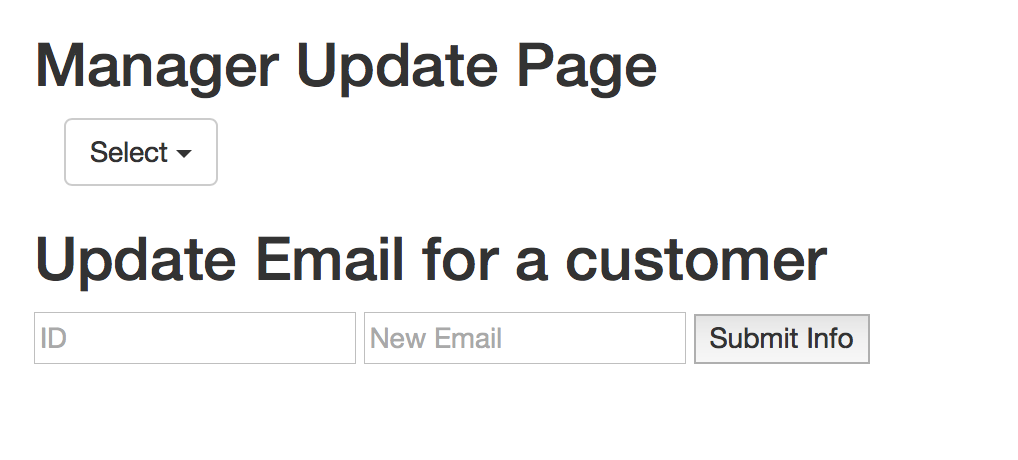 Manager Update Page
Select
Update Email for a customer
ID New Email Submit Info